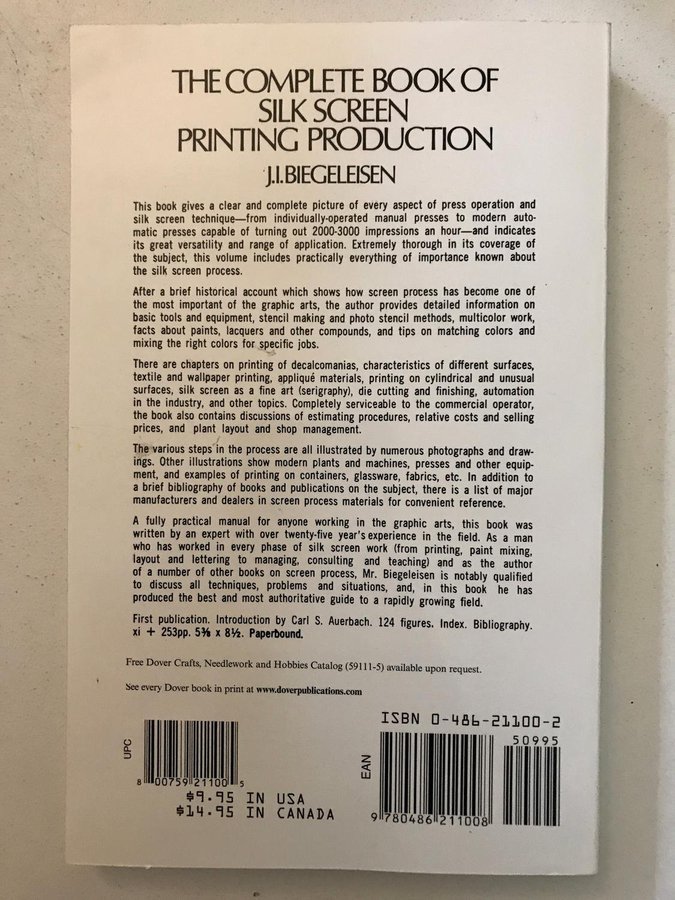 THE COMPLETE BOOK OF
SILK SCREEN
PRINTING PRODUCTION
J.I. BIEGELEISEN
This book gives a clear and complete picture of every aspect of press operation and
silk screen technique—from individually-operated manual presses to modern auto-
matic presses capable of turning out 2000-3000 impressions an hour—and indicates
its great versatility and range of application. Extremely thorough in its coverage of
the subject, this volume includes practically everything of importance known about
the silk screen process.
After a brief historical account which shows how screen process has become one of
the most important of the graphic arts, the author provides detailed information on
basic tools and equipment, stencil making and photo stencil methods, multicolor work,
facts about paints, lacquers and other compounds, and tips on matching colors and
mixing the right colors for specific jobs.
There are chapters on printing of decalcomanias, characteristics of different surfaces,
textile and wallpaper printing, appliqué materials, printing on cylindrical and unusual
surfaces, silk screen as a fine art (serigraphy), die cutting and finishing, automation
in the industry, and other topics. Completely serviceable to the commercial operator,
the book also contains discussions of estimating procedures, relative costs and selling
prices, and plant layout and shop management.
The various steps in the process are all illustrated by numerous photographs and draw-
ings. Other illustrations show modern plants and machines, presses and other equip-
ment, and examples of printing on containers, glassware, fabrics, etc. In addition to
a brief bibliography of books and publications on the subject, there is a list of major
manufacturers and dealers in screen process materials for convenient reference.
A fully practical manual for anyone working in the graphic arts, this book was
written by an expert with over twenty-five year's experience in the field. As a man
who has worked in every phase of silk screen work (from printing, paint mixing,
layout and lettering to managing, consulting and teaching) and as the author
of a number of other books on screen process, Mr. Biegeleisen is notably qualified
to discuss all techniques, problems and situations, and, in this book he has
produced the best and most authoritative guide to a rapidly growing field.
First publication. Introduction by Carl S. Auerbach. 124 figures. Index. Bibliography.
xi + 253pp. 5⅜ x 8½. Paperbound.
Free Dover Crafts, Needlework and Hobbies Catalog (59111-5) available upon request.
See every Dover book in print at www.doverpublications.com
ISBN 0-486-21100-2
50995
UPC
EAN
8 00759 21100 5
$9.95 IN USA
$14.95 IN CANADA
9 780486 211008